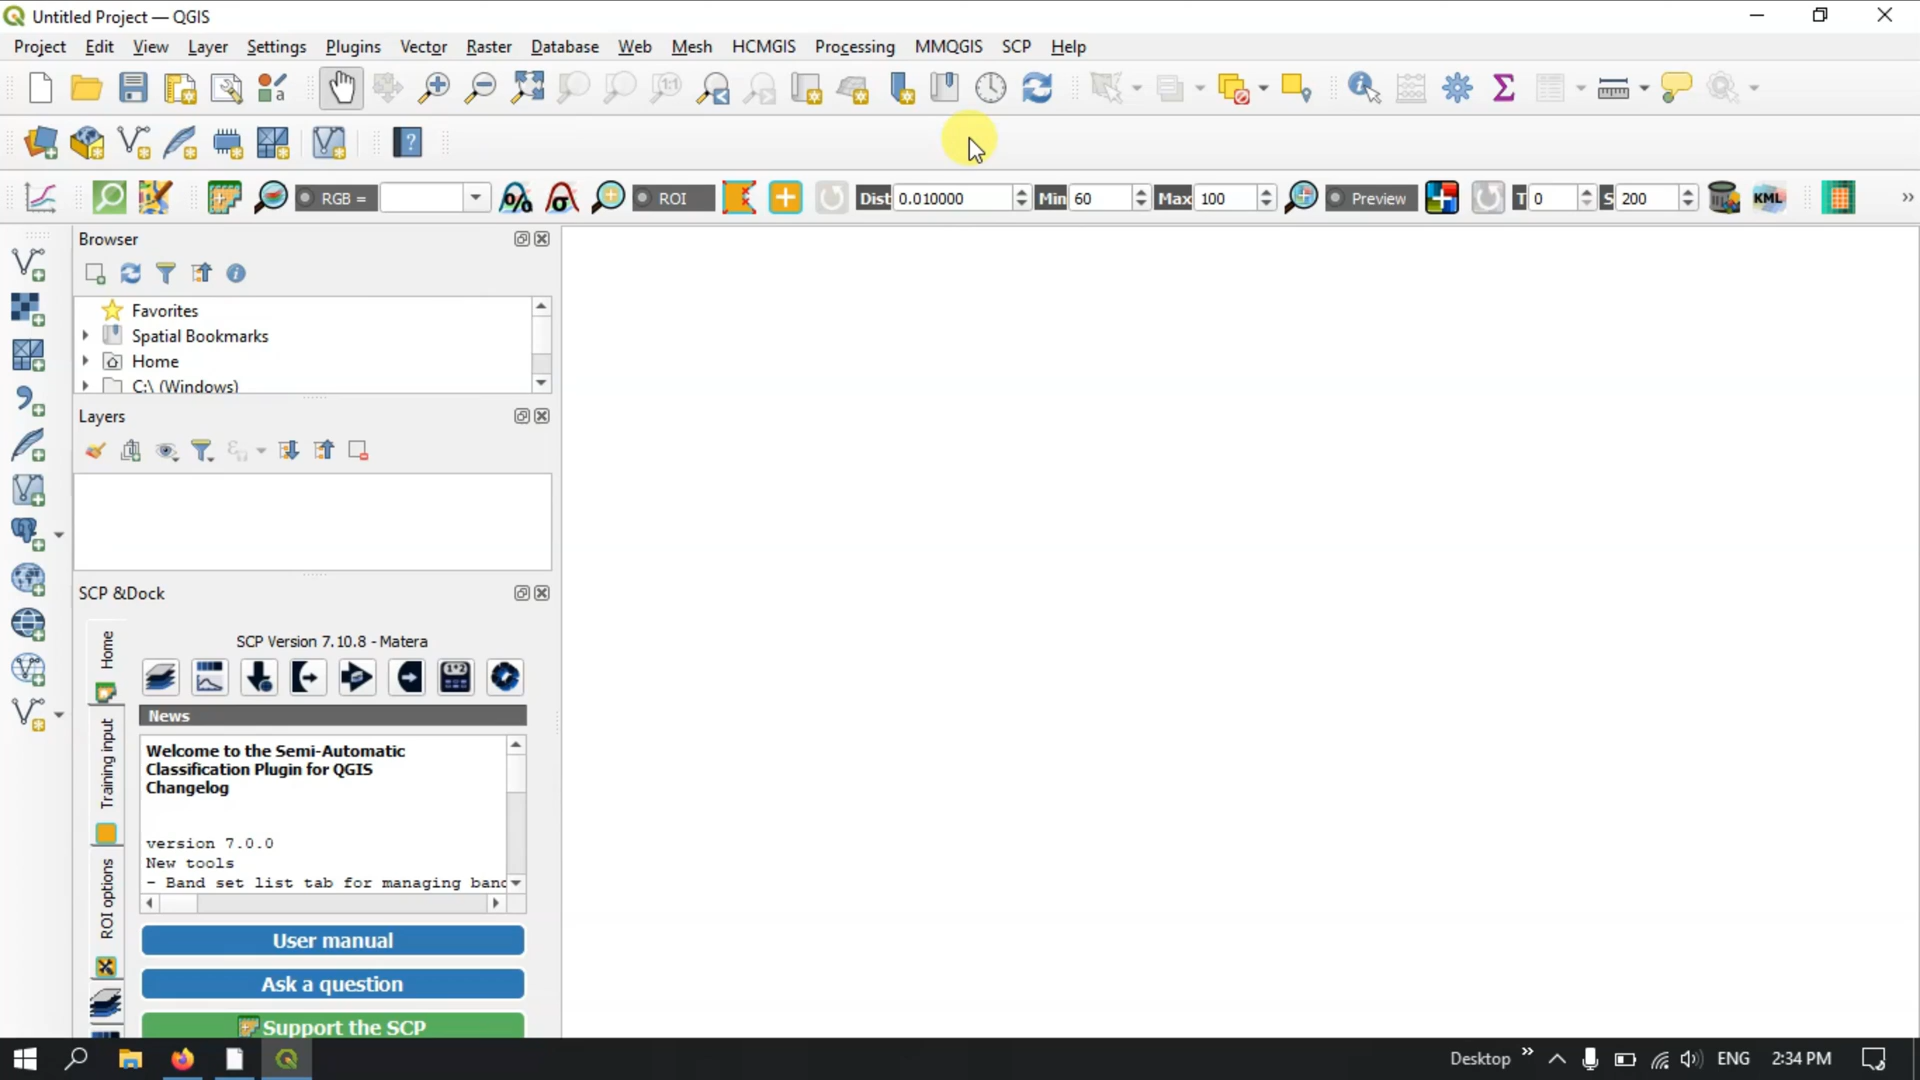 Untitled Project — QGIS
Project Edit View Layer Settings Plugins Vector Raster Database Web Mesh HCMGIS Processing MMQGIS SCP Help
RGB = ROI Dist 0.010000 Min 60 Max 100 Preview T 0 S 200 KML
Browser
Favorites
Spatial Bookmarks
Home
C:\ (Windows)
Layers
SCP &Dock
Home
Training input
ROI options
SCP Version 7.10.8 - Matera
News
Welcome to the Semi-Automatic
Classification Plugin for QGIS
Changelog
version 7.0.0
New tools
- Band set list tab for managing band
User manual
Ask a question
Support the SCP
Desktop ENG 2:34 PM